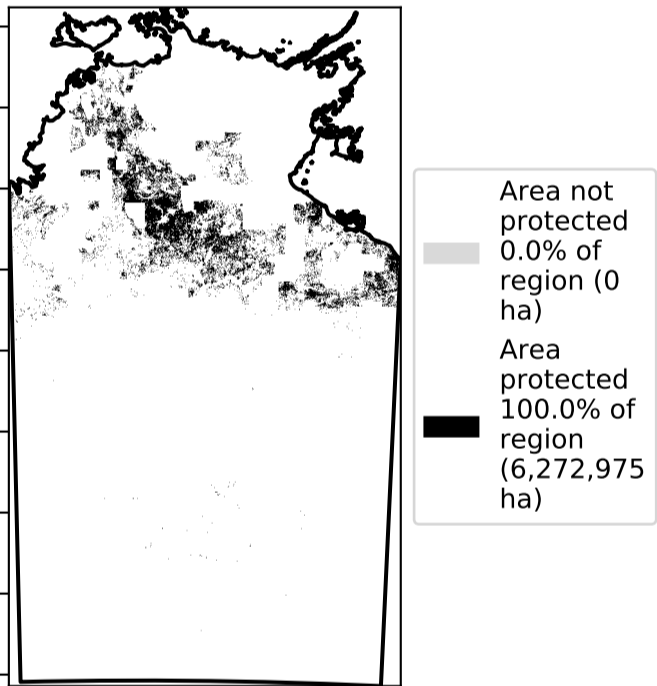 Area not
protected
0.0% of
region (0
ha)
Area
protected
100.0% of
region
(6,272,975
ha)